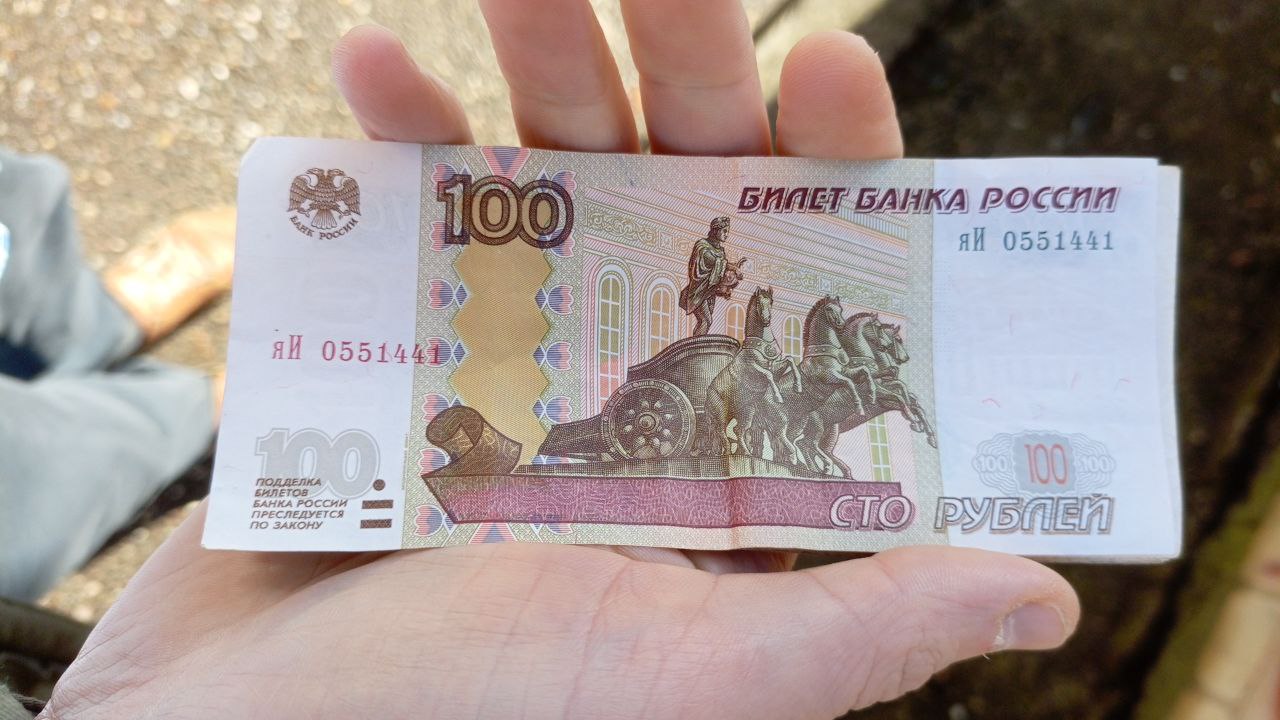 БАНК РОССИИ
100
БИЛЕТ БАНКА РОССИИ
яИ 0551441
яИ 0551441
100
ПОДДЕЛКА
БИЛЕТОВ
БАНКА РОССИИ
ПРЕСЛЕДУЕТСЯ
ПО ЗАКОНУ
100 100 100
СТО РУБЛЕЙ